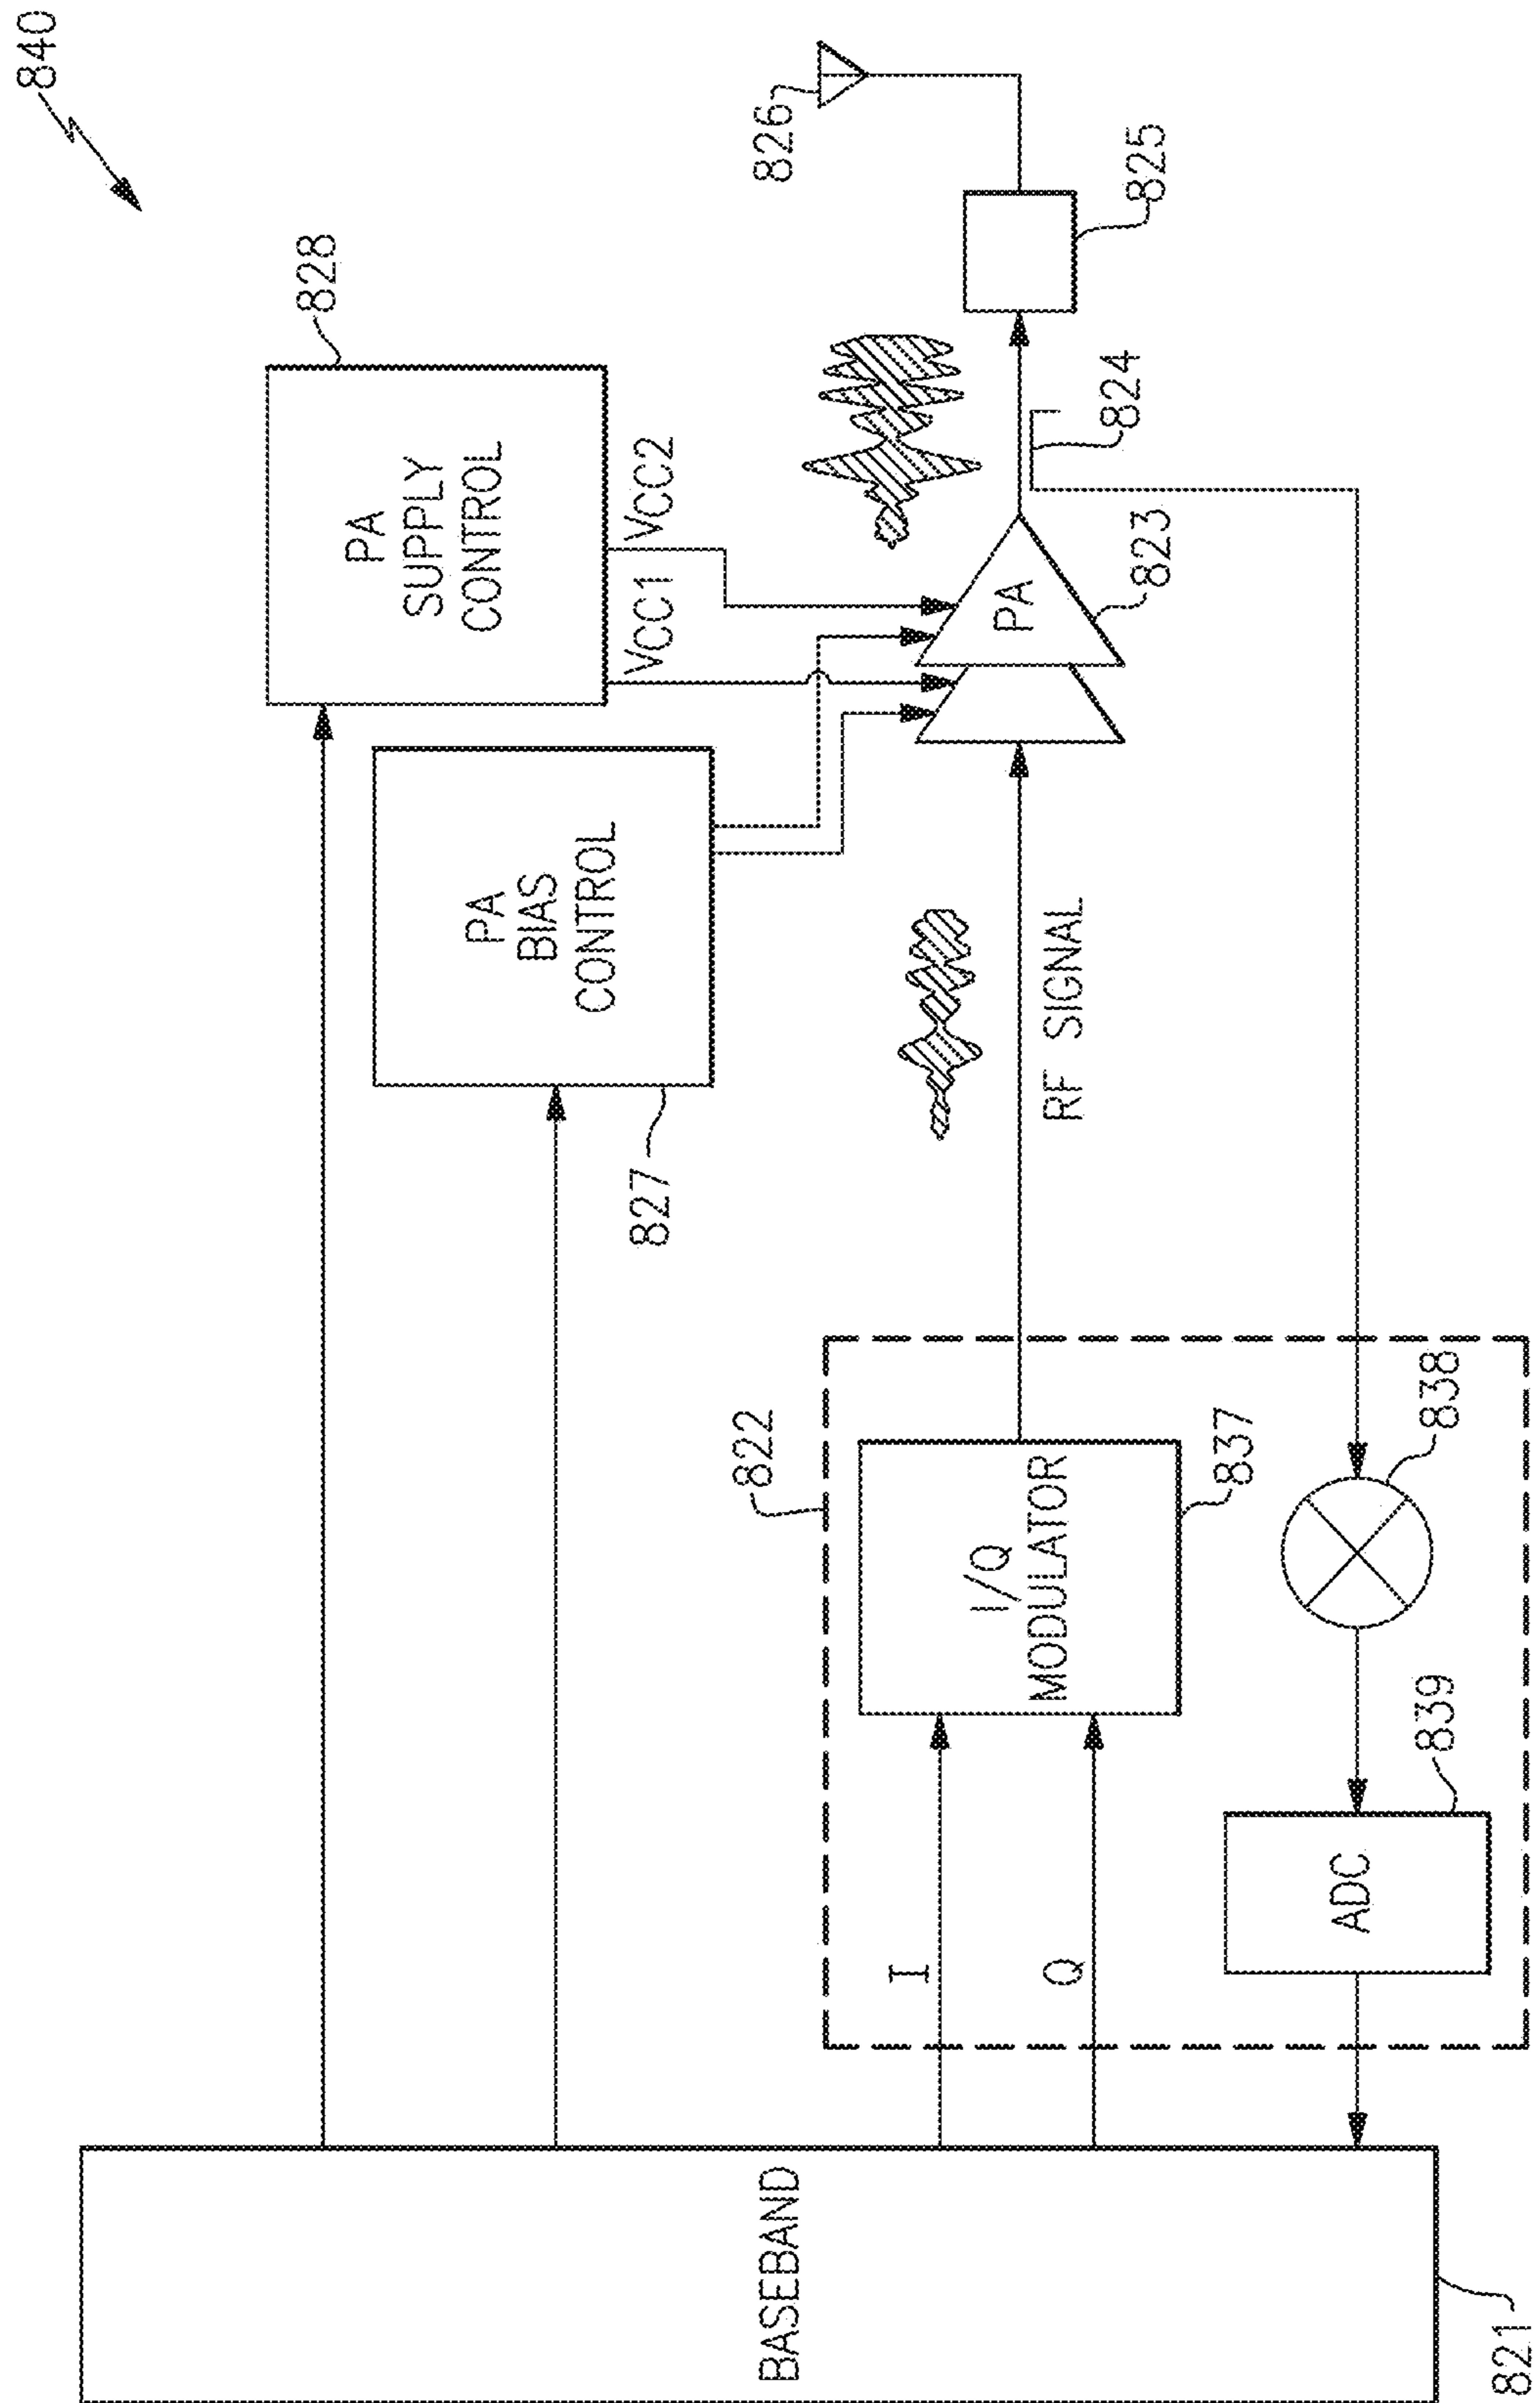 840
828
PA
SUPPLY
CONTROL
VCC1
VCC2
826
825
824
PA
BIAS
CONTROL
827
PA
823
RF SIGNAL
822
I/Q
MODULATOR
837
838
I
Q
ADC
839
BASEBAND
821